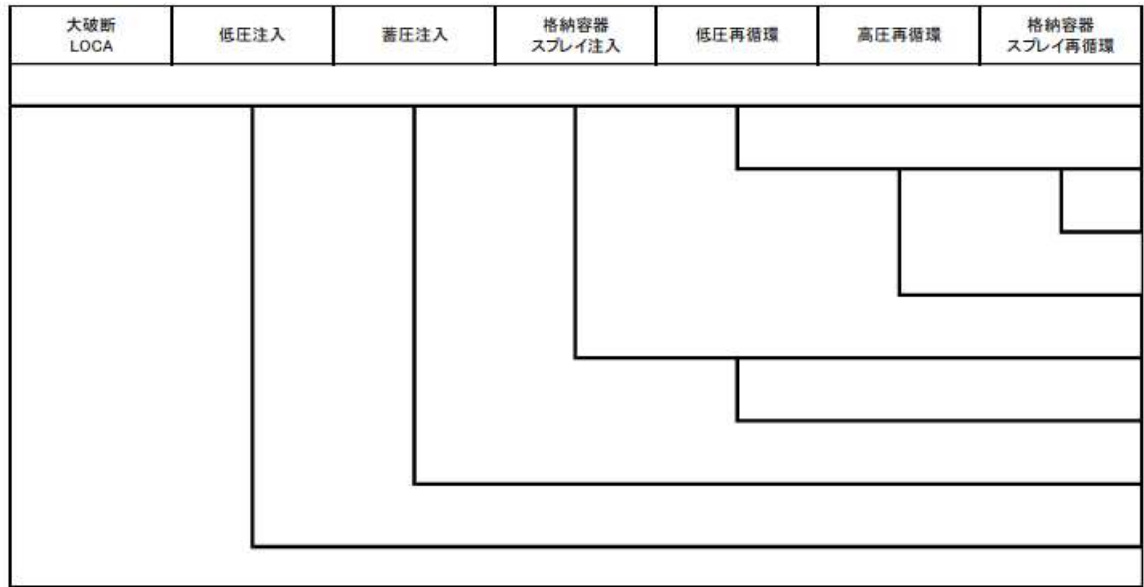 大破断
LOCA
低圧注入
蓄圧注入
格納容器
スプレイ注入
低圧再循環
高圧再循環
格納容器
スプレイ再循環